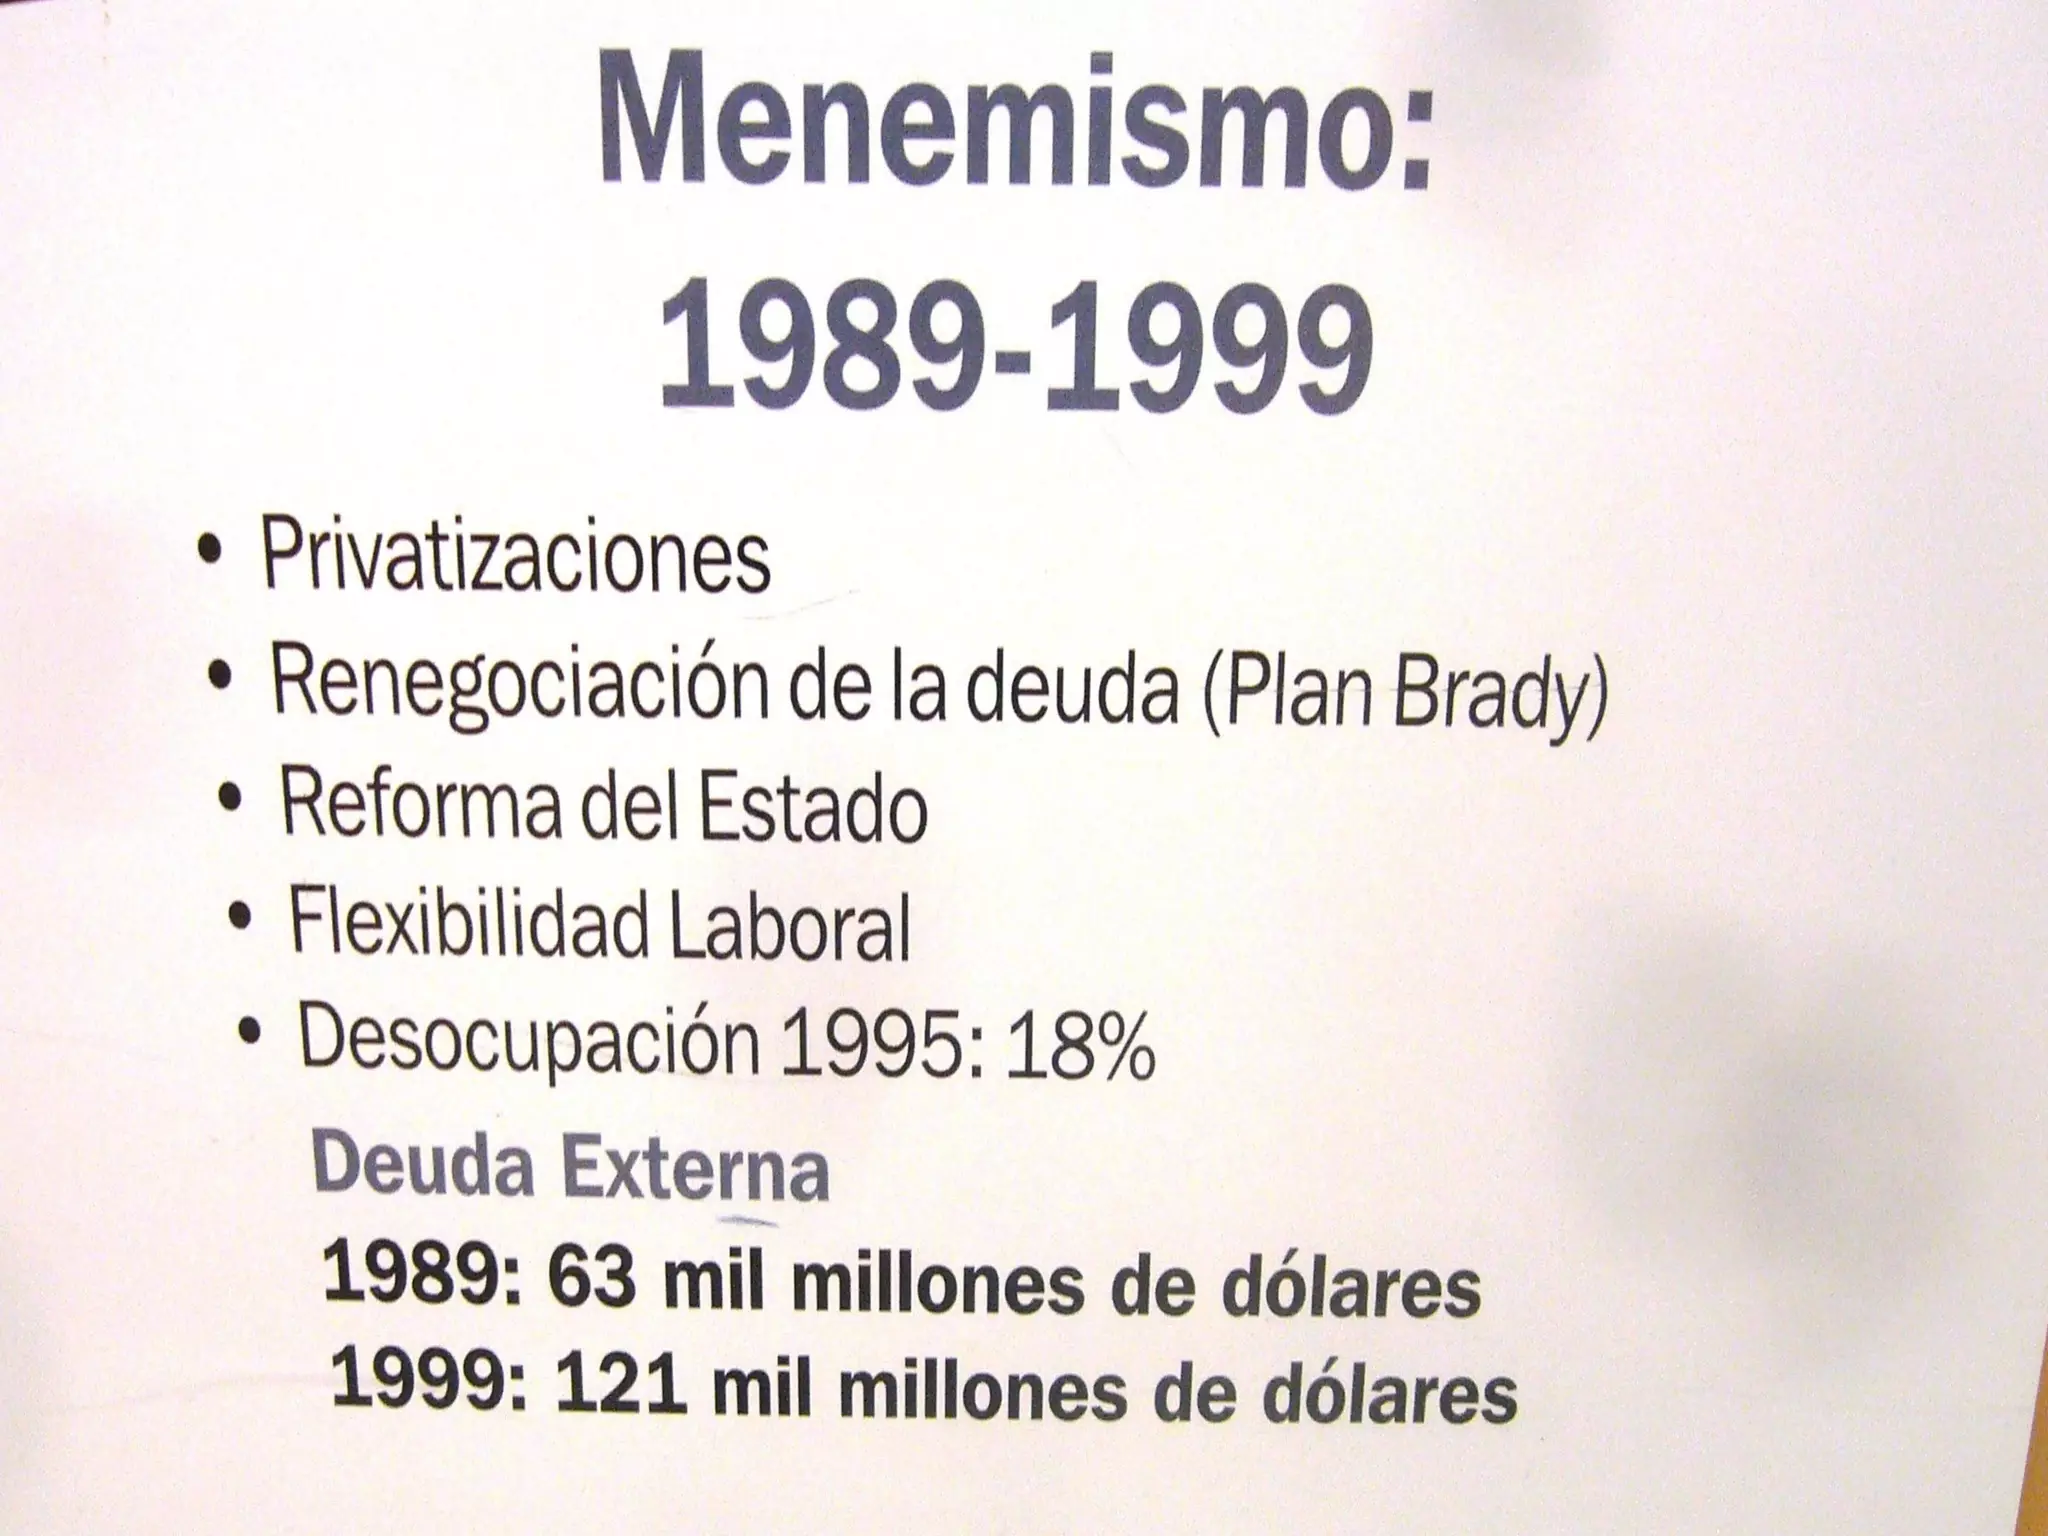 Menemismo:
1989-1999
• Privatizaciones
• Renegociación de la deuda (Plan Brady)
• Reforma del Estado
• Flexibilidad Laboral
• Desocupación 1995: 18%
Deuda Externa
1989: 63 mil millones de dólares
1999: 121 mil millones de dólares